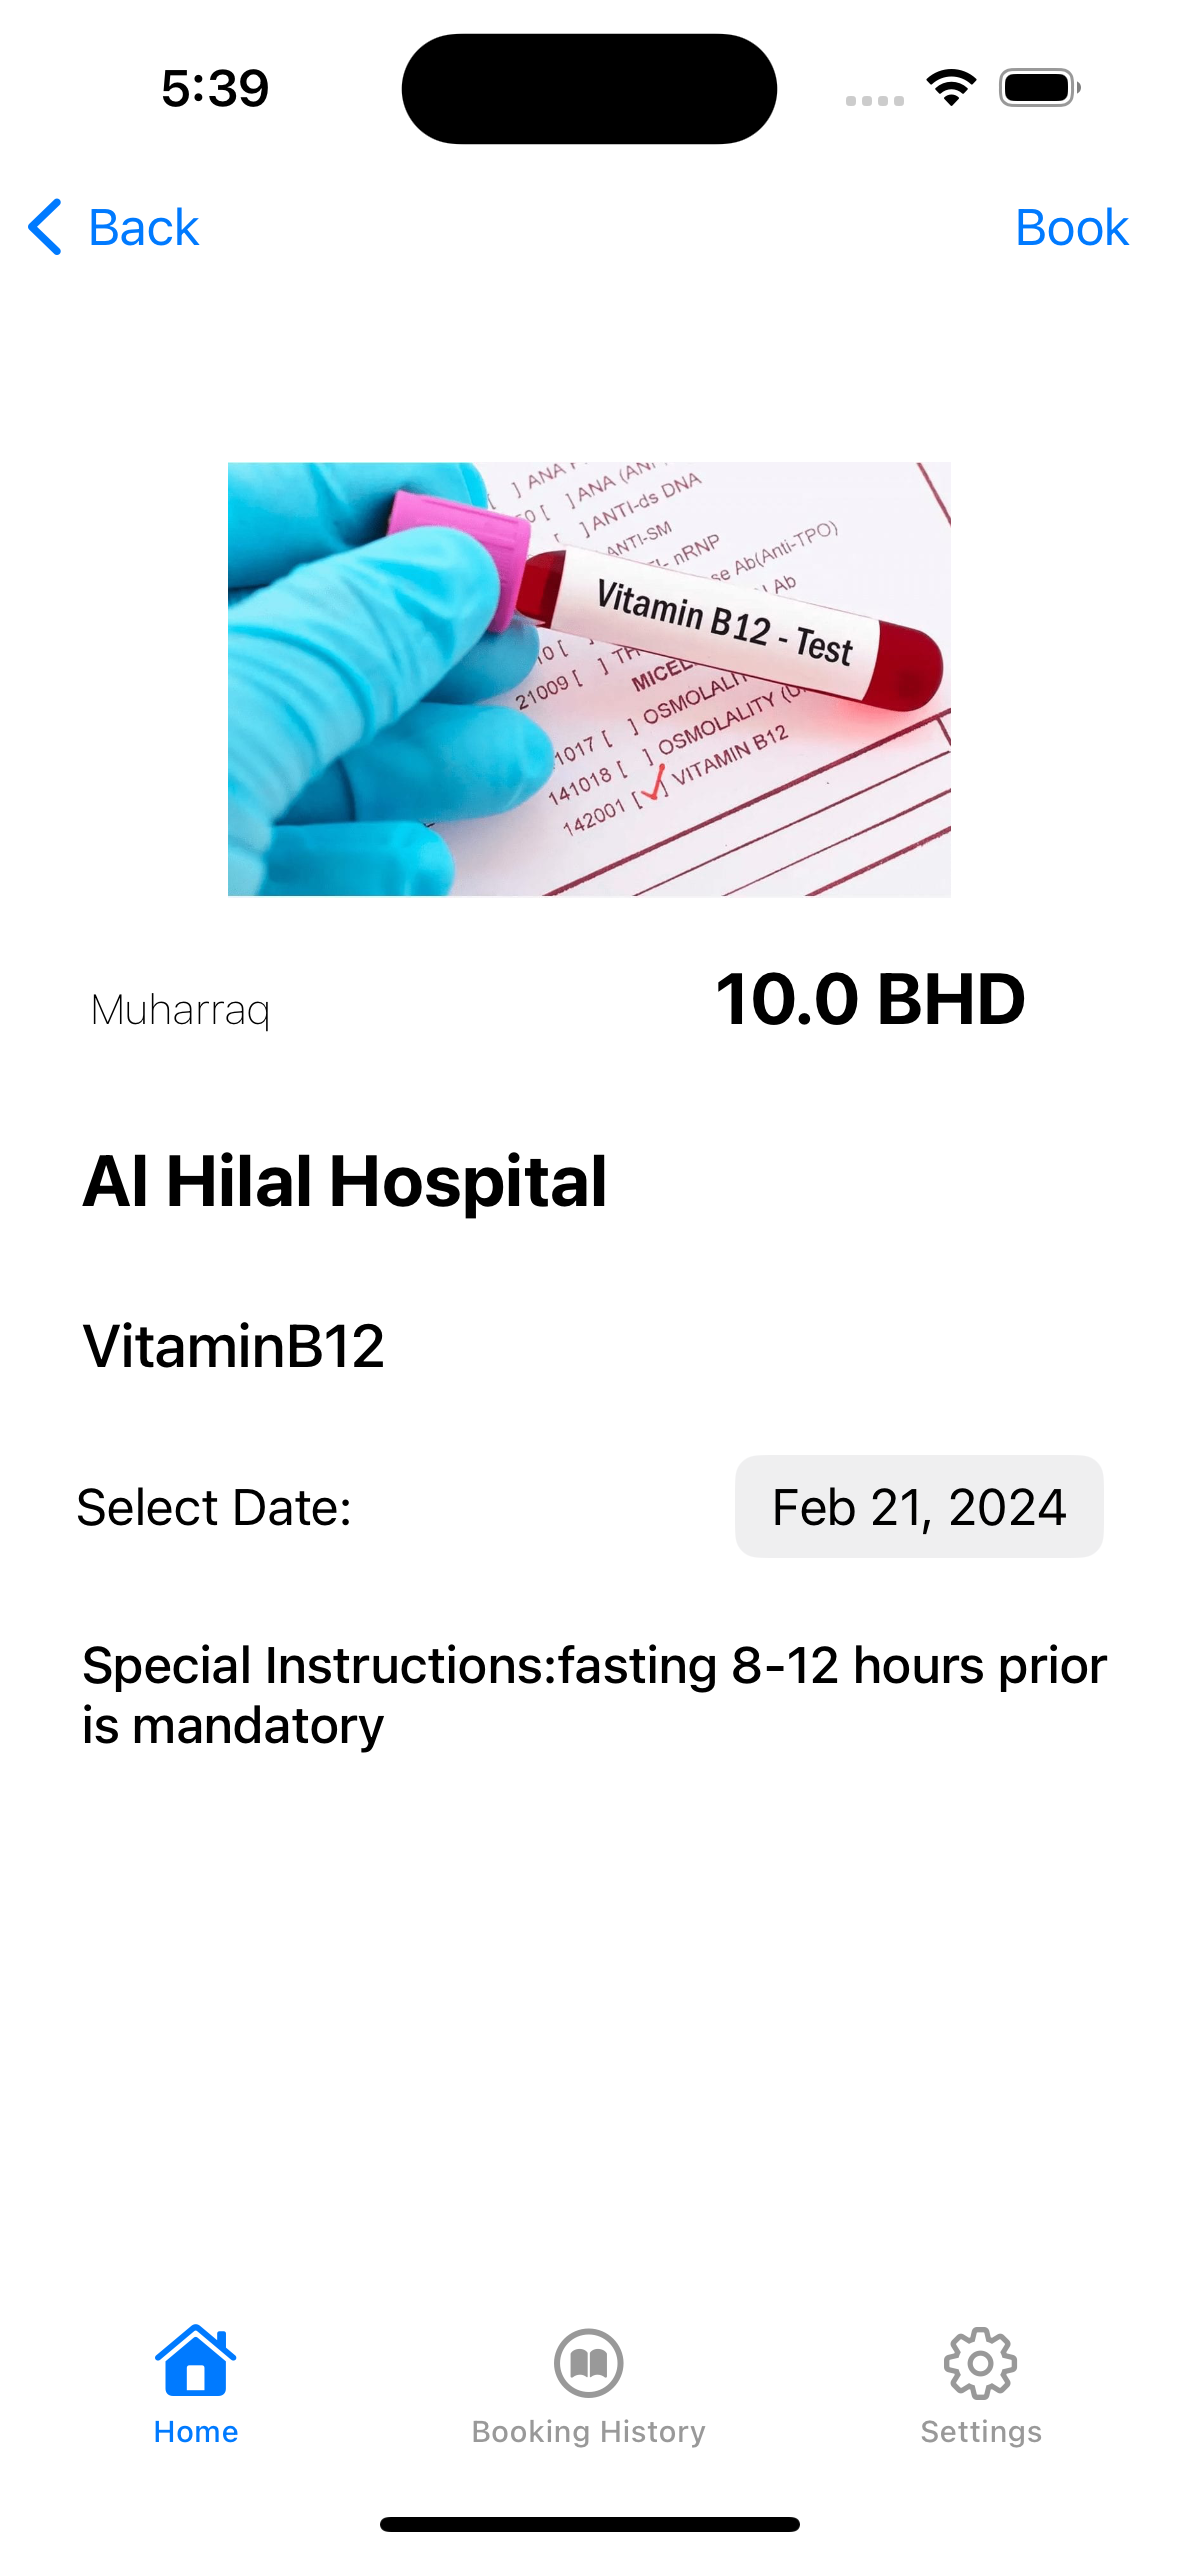 5:39
Back
Book
] ANA
] ANA (AN
] ANTI-ds DNA
ANTI-SM
nRNP
se Ab(Anti-TPO)
Ab
Vitamin B12 - Test
21009 [ ]
MICEL
1017 [ ] OSMOLALI
141018 [ ] OSMOLALITY (U
142001 [✓] VITAMIN B12
Muharraq
10.0 BHD
Al Hilal Hospital
VitaminB12
Select Date:
Feb 21, 2024
Special Instructions:fasting 8-12 hours prior
is mandatory
Home
Booking History
Settings